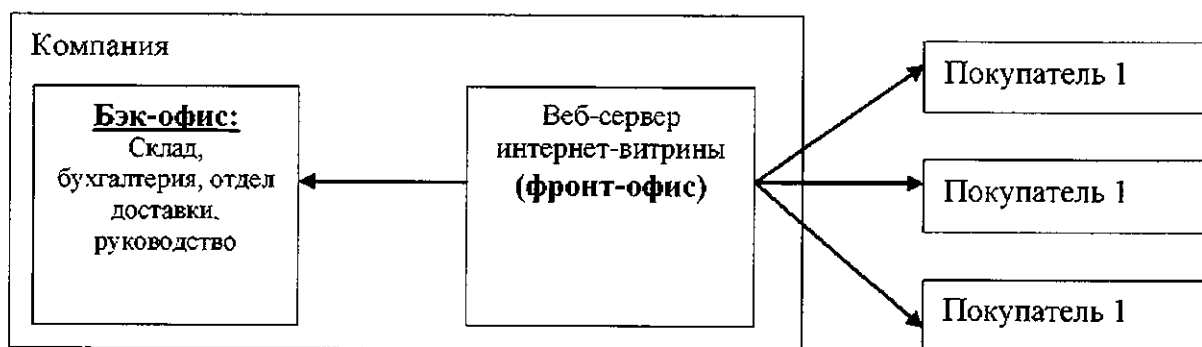 Компания
Бэк-офис:
Склад,
бухгалтерия, отдел
доставки,
руководство
Веб-сервер
интернет-витрины
(фронт-офис)
Покупатель 1
Покупатель 1
Покупатель 1